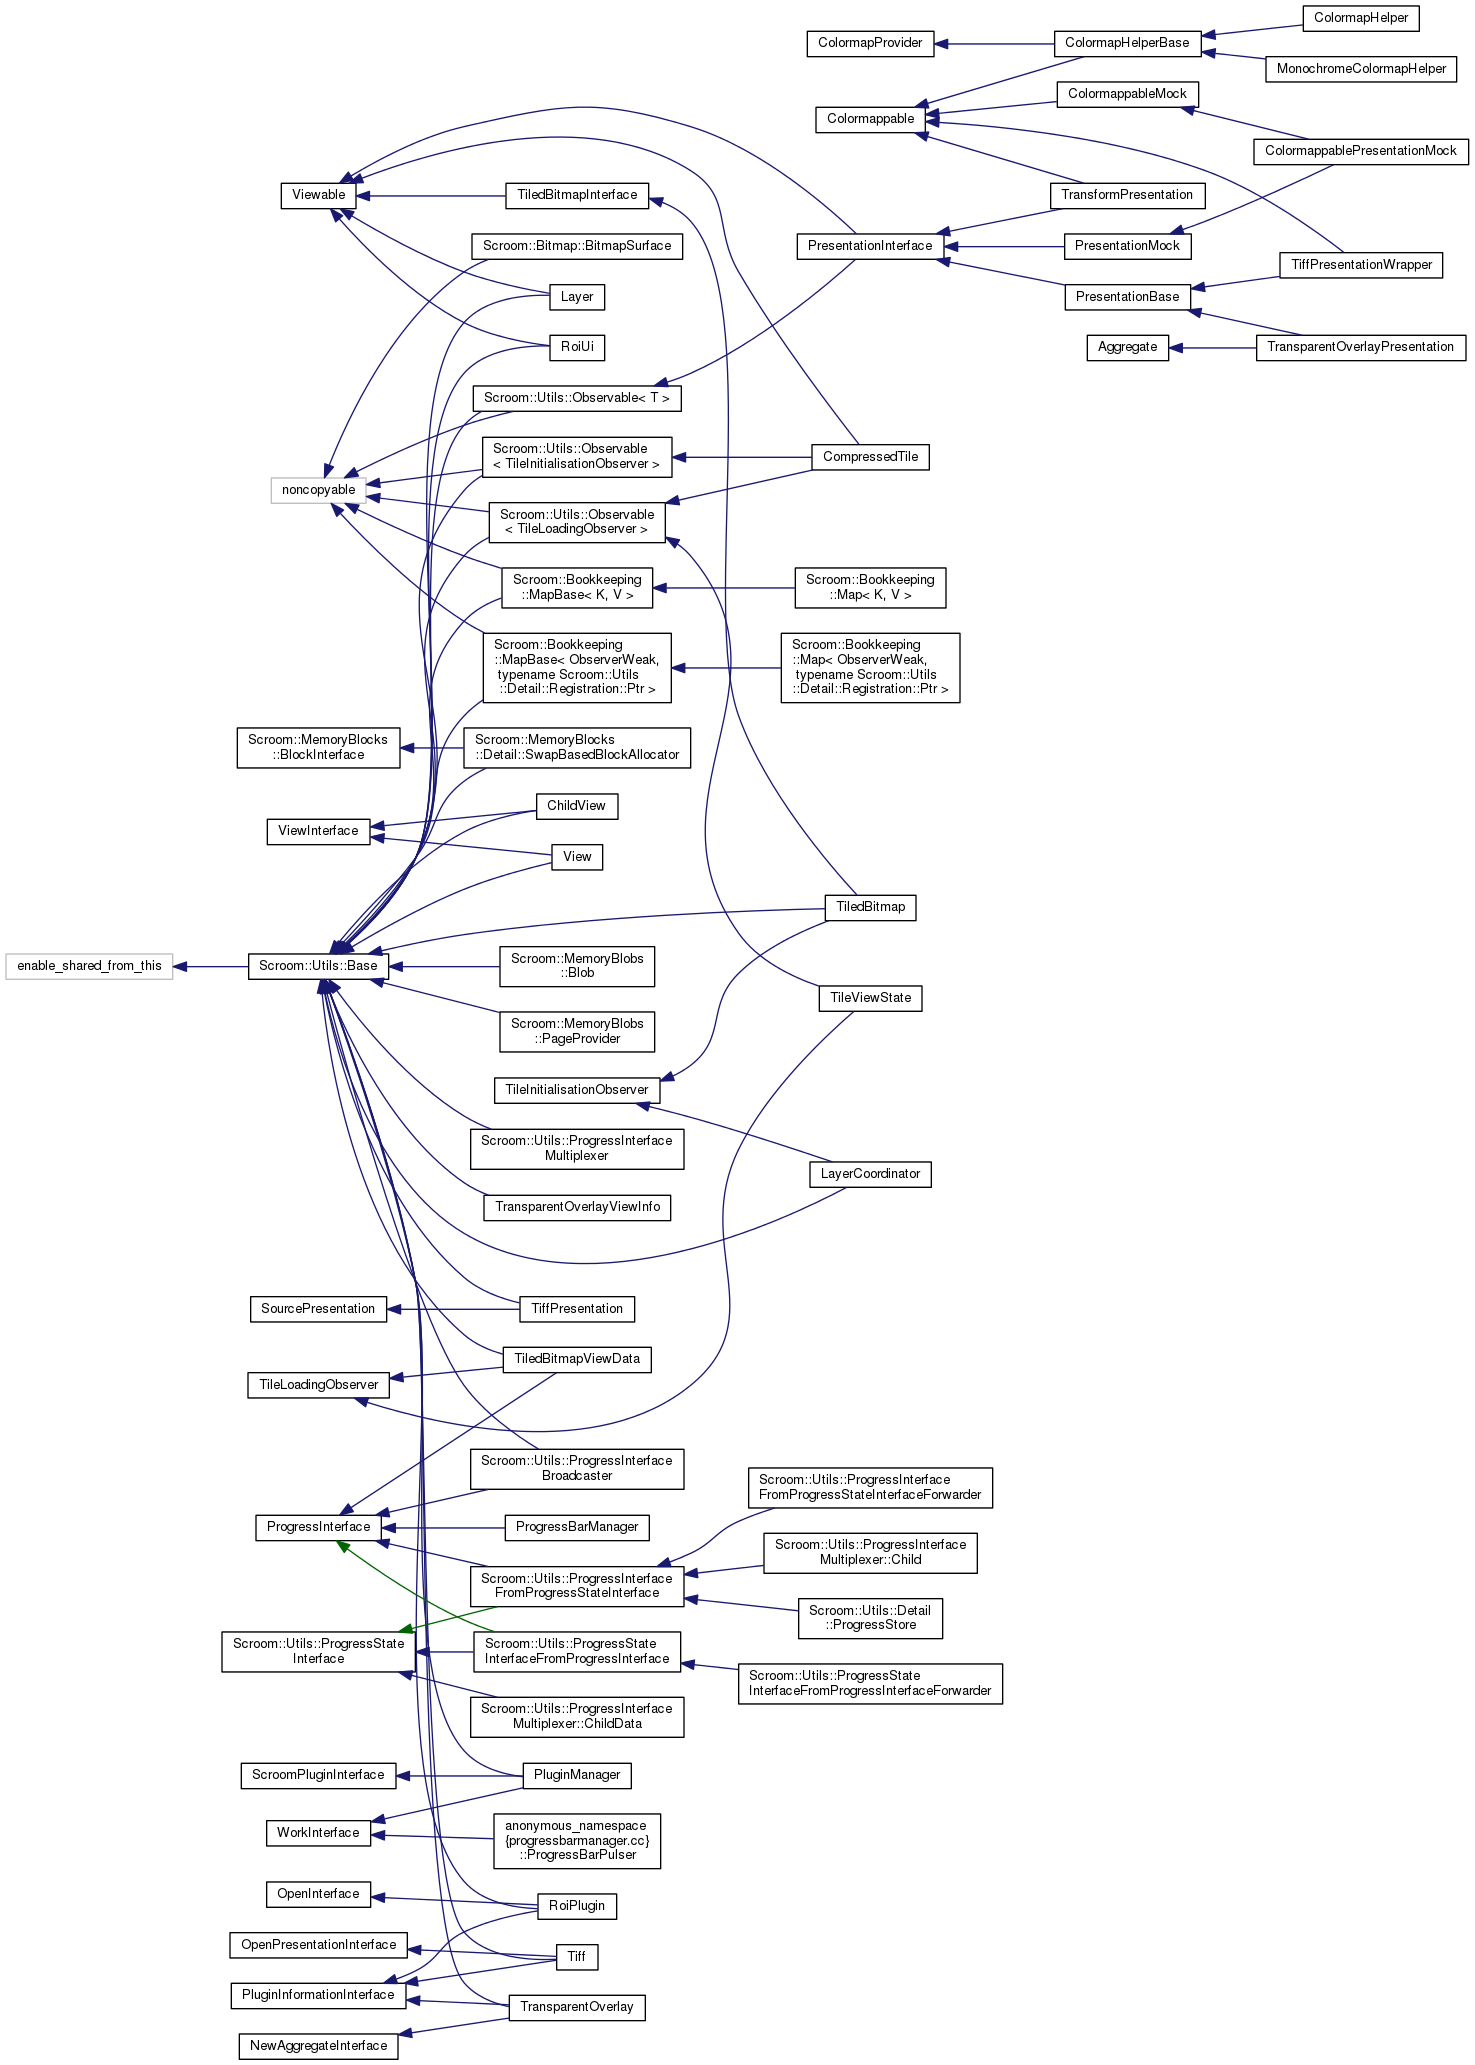 ColormapHelper
ColormapProvider
ColormapHelperBase
MonochromeColormapHelper
ColormappableMock
Colormappable
ColormappablePresentationMock
Viewable
TiledBitmapInterface
TransformPresentation
Scroom::Bitmap::BitmapSurface
PresentationInterface
PresentationMock
TiffPresentationWrapper
Layer
PresentationBase
RoiUi
Aggregate
TransparentOverlayPresentation
Scroom::Utils::Observable< T >
Scroom::Utils::Observable
< TileInitialisationObserver >
CompressedTile
noncopyable
Scroom::Utils::Observable
< TileLoadingObserver >
Scroom::Bookkeeping
::MapBase< K, V >
Scroom::Bookkeeping
::Map< K, V >
Scroom::Bookkeeping
::MapBase< ObserverWeak,
typename Scroom::Utils
::Detail::Registration::Ptr >
Scroom::Bookkeeping
::Map< ObserverWeak,
typename Scroom::Utils
::Detail::Registration::Ptr >
Scroom::MemoryBlocks
::BlockInterface
Scroom::MemoryBlocks
::Detail::SwapBasedBlockAllocator
ChildView
ViewInterface
View
TiledBitmap
enable_shared_from_this
Scroom::Utils::Base
Scroom::MemoryBlobs
::Blob
TileViewState
Scroom::MemoryBlobs
::PageProvider
TileInitialisationObserver
Scroom::Utils::ProgressInterface
Multiplexer
LayerCoordinator
TransparentOverlayViewInfo
SourcePresentation
TiffPresentation
TiledBitmapViewData
TileLoadingObserver
Scroom::Utils::ProgressInterface
Broadcaster
Scroom::Utils::ProgressInterface
FromProgressStateInterfaceForwarder
ProgressInterface
ProgressBarManager
Scroom::Utils::ProgressInterface
Multiplexer::Child
Scroom::Utils::ProgressInterface
FromProgressStateInterface
Scroom::Utils::Detail
::ProgressStore
Scroom::Utils::ProgressState
Interface
Scroom::Utils::ProgressState
InterfaceFromProgressInterface
Scroom::Utils::ProgressState
InterfaceFromProgressInterfaceForwarder
Scroom::Utils::ProgressInterface
Multiplexer::ChildData
ScroomPluginInterface
PluginManager
WorkInterface
anonymous_namespace
{progressbarmanager.cc}
::ProgressBarPulser
OpenInterface
RoiPlugin
OpenPresentationInterface
Tiff
PluginInformationInterface
TransparentOverlay
NewAggregateInterface